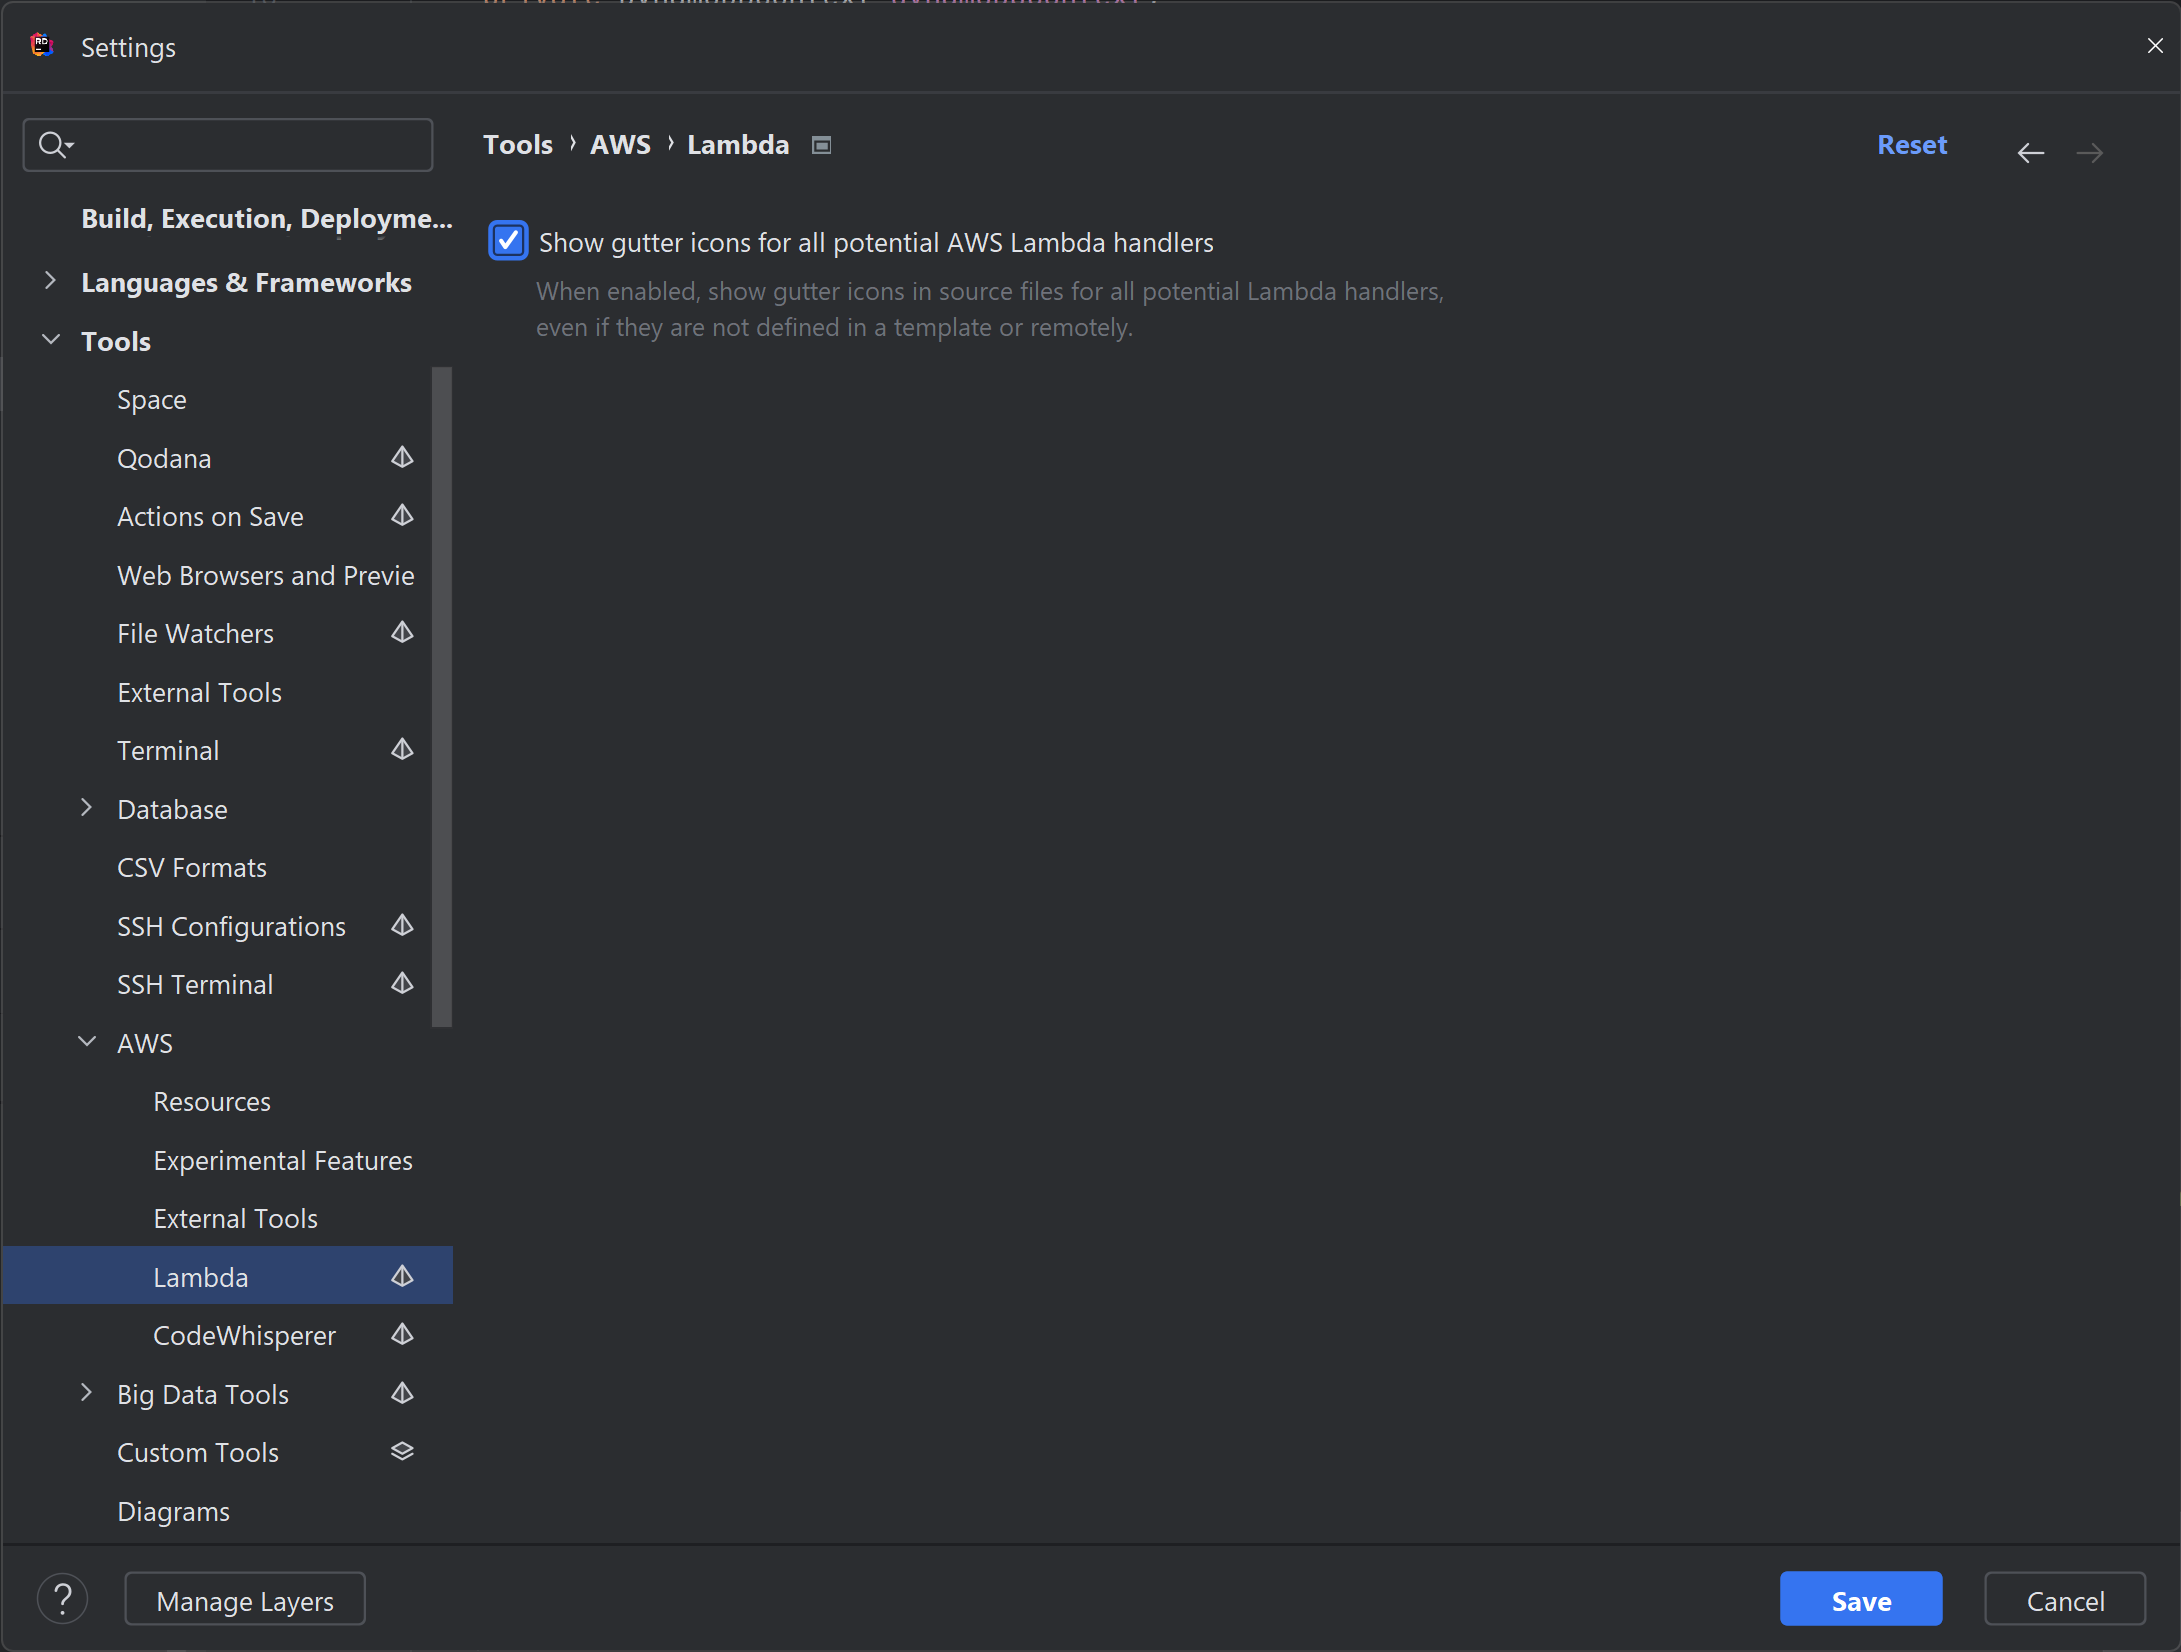 Settings
Tools › AWS › Lambda
Reset
Build, Execution, Deployme...
Languages & Frameworks
Tools
Space
Qodana
Actions on Save
Web Browsers and Previe
File Watchers
External Tools
Terminal
Database
CSV Formats
SSH Configurations
SSH Terminal
AWS
Resources
Experimental Features
External Tools
Lambda
CodeWhisperer
Big Data Tools
Custom Tools
Diagrams
Show gutter icons for all potential AWS Lambda handlers
When enabled, show gutter icons in source files for all potential Lambda handlers,
even if they are not defined in a template or remotely.
?
Manage Layers
Save
Cancel